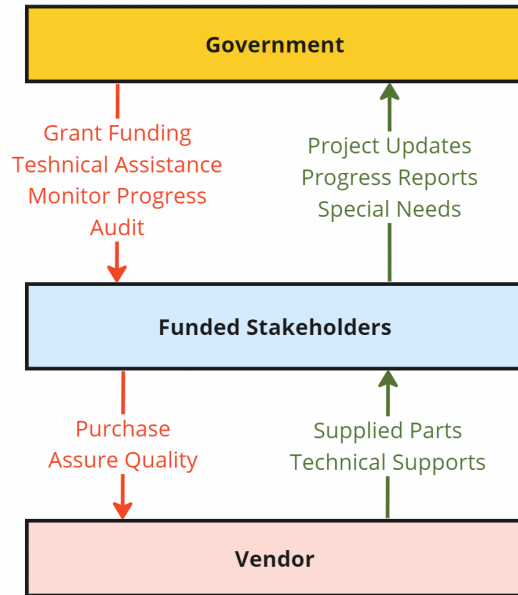 Government
Grant Funding
Teshnical Assistance
Monitor Progress
Audit
Project Updates
Progress Reports
Special Needs
Funded Stakeholders
Purchase
Assure Quality
Supplied Parts
Technical Supports
Vendor